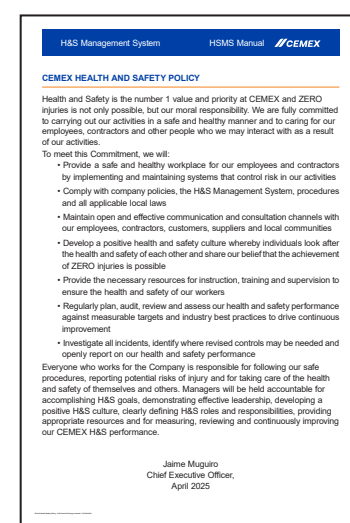 H&S Management System HSMS Manual CEMEX
CEMEX HEALTH AND SAFETY POLICY
Health and Safety is the number 1 value and priority at CEMEX and ZERO
injuries is not only possible, but our moral responsibility. We are fully committed
to carrying out our activities in a safe and healthy manner and to caring for our
employees, contractors and other people who we may interact with as a result
of our activities.
To meet this Commitment, we will:
• Provide a safe and healthy workplace for our employees and contractors
by implementing and maintaining systems that control risk in our activities
• Comply with company policies, the H&S Management System, procedures
and all applicable local laws
• Maintain open and effective communication and consultation channels with
our employees, contractors, customers, suppliers and local communities
• Develop a positive health and safety culture whereby individuals look after
the health and safety of each other and share our belief that the achievement
of ZERO injuries is possible
• Provide the necessary resources for instruction, training and supervision to
ensure the health and safety of our workers
• Regularly plan, audit, review and assess our health and safety performance
against measurable targets and industry best practices to drive continuous
improvement
• Investigate all incidents, identify where revised controls may be needed and
openly report on our health and safety performance
Everyone who works for the Company is responsible for following our safe
procedures, reporting potential risks of injury and for taking care of the health
and safety of themselves and others. Managers will be held accountable for
accomplishing H&S goals, demonstrating effective leadership, developing a
positive H&S culture, clearly defining H&S roles and responsibilities, providing
appropriate resources and for measuring, reviewing and continuously improving
our CEMEX H&S performance.
Jaime Muguiro
Chief Executive Officer,
April 2025